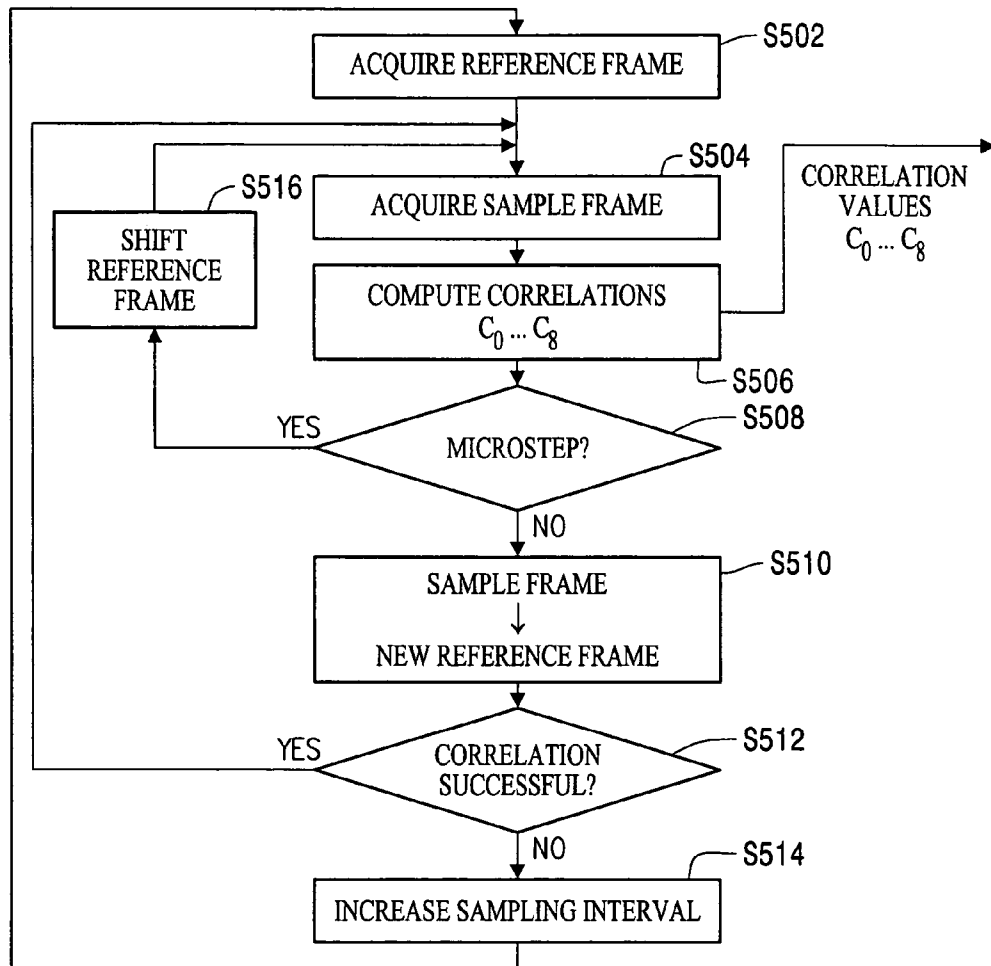 S502
ACQUIRE REFERENCE FRAME
S504
ACQUIRE SAMPLE FRAME
CORRELATION
VALUES
C0 ... C8
S516
SHIFT
REFERENCE
FRAME
COMPUTE CORRELATIONS
C0 ... C8
S506
S508
YES
MICROSTEP?
NO
S510
SAMPLE FRAME
↓
NEW REFERENCE FRAME
S512
YES
CORRELATION
SUCCESSFUL?
NO
S514
INCREASE SAMPLING INTERVAL